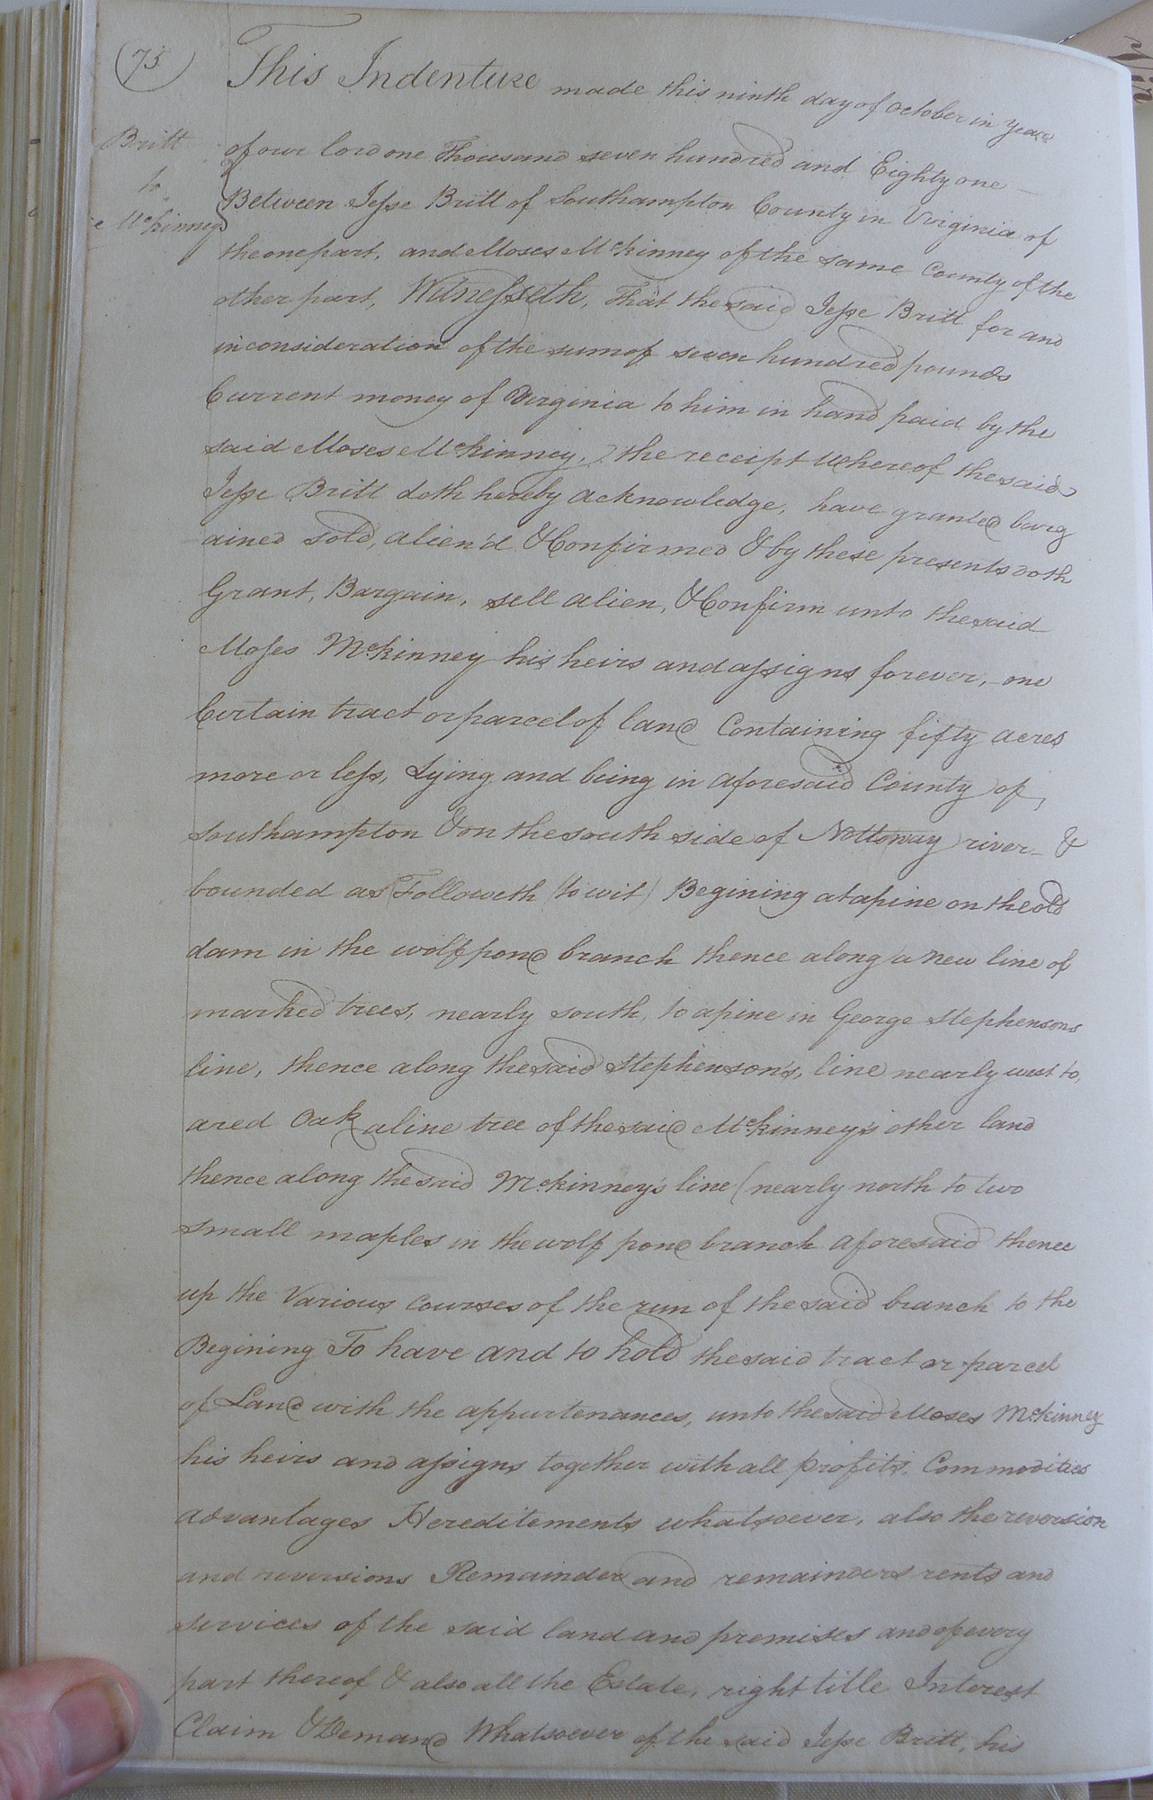 75
Britt
to
Mckinney
This Indenture made this ninth day of October in year
of our lord one Thousand seven hundred and Eighty one
Between Jesse Britt of Southampton County in Virginia of
the one part, and Moses Mckinney of the same County of the
other part, Witnesseth, That the said Jesse Britt for and
in consideration of the sum of seven hundred pounds
Current money of Virginia to him in hand paid by the
said Moses Mckinney, the receipt Whereof the said
Jesse Britt doth hereby acknowledge, have granted barg
ained sold, alien'd & Confirmed & by these presents doth
Grant, Bargain, sell alien, & Confirm unto the said
Moses Mckinney his heirs and assigns forever, one
Certain tract or parcel of land Containing fifty acres
more or less, Lying and being in aforesaid County of,
Southampton & on the south side of Nottoway river &
bounded as Followeth (to wit) Begining at a pine on the old
dam in the wolf pond branch thence along a new line of
marked trees, nearly south, to a pine in George Stephensons
line, thence along the said Stephenson's, line nearly west to,
a red Oak a line tree of the said Mckinney's other land
thence along the said Mckinney's line (nearly north to two
small maples in the wolf pond branch aforesaid thence
up the Various courses of the run of the said branch to the
Begining To have and to hold the said tract or parcel
of Land with the appurtenances, unto the said Moses Mckinney
his heirs and assigns together with all profits, Commodities
advantages Hereditements whatsoever, also the reversion
and reversions Remainder and remainders rents and
services of the said land and premises and of every
part thereof & also all the Estate, right title Interest
Claim & Demand Whatsoever of the said Jesse Britt, his